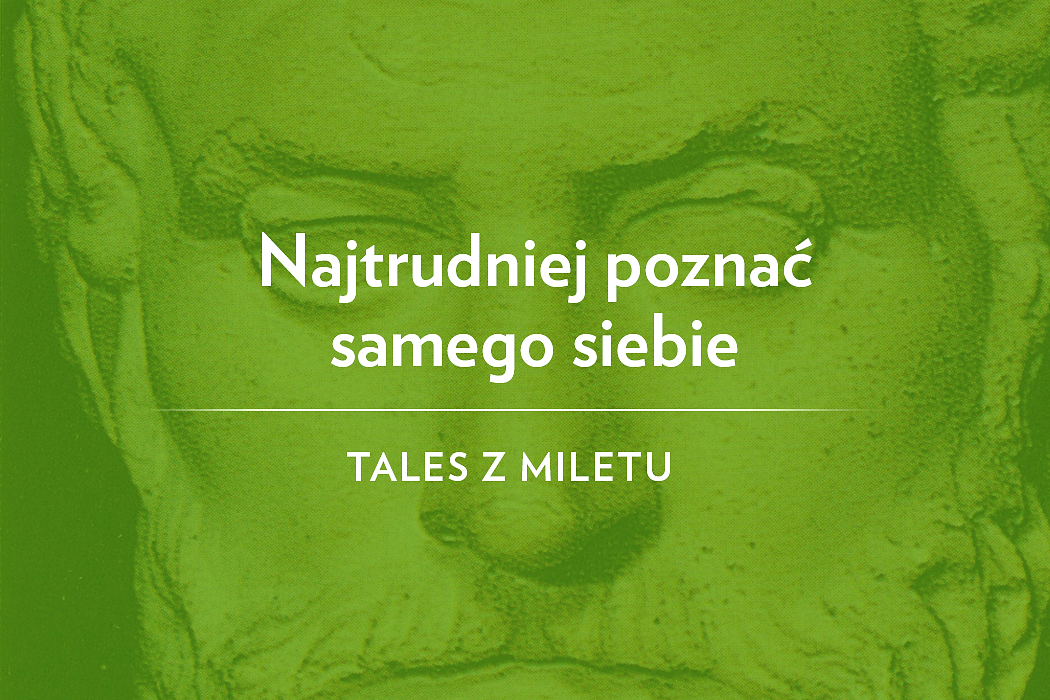 Najtrudniej poznać
samego siebie
TALES Z MILETU